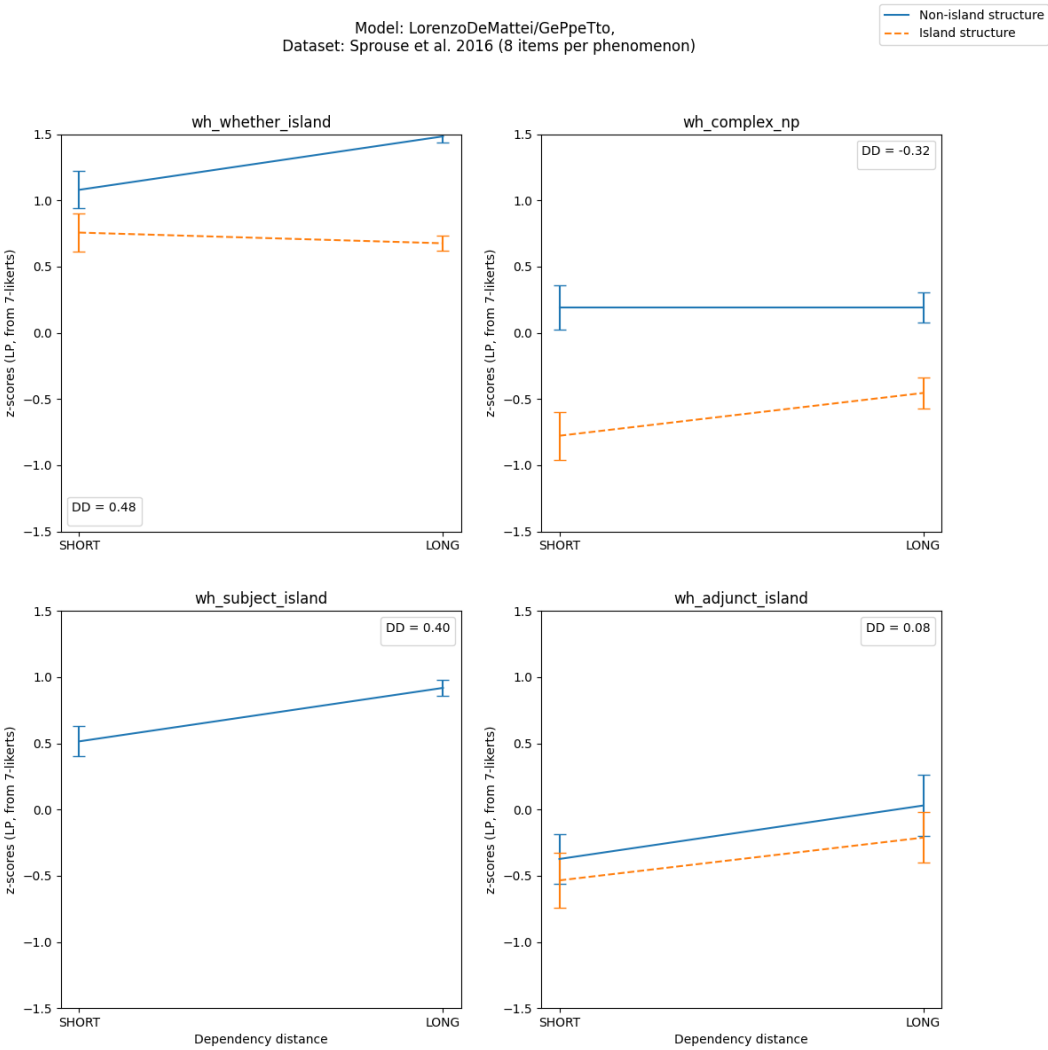 Model: LorenzoDeMattei/GePpeTto,
Dataset: Sprouse et al. 2016 (8 items per phenomenon)
Non-island structure
Island structure
wh_whether_island
z-scores (LP, from 7-likerts)
1.5
1.0
0.5
0.0
−0.5
−1.0
−1.5
DD = 0.48
SHORT
LONG
wh_complex_np
z-scores (LP, from 7-likerts)
1.5
1.0
0.5
0.0
−0.5
−1.0
−1.5
DD = -0.32
SHORT
LONG
wh_subject_island
z-scores (LP, from 7-likerts)
1.5
1.0
0.5
0.0
−0.5
−1.0
−1.5
DD = 0.40
SHORT
LONG
Dependency distance
wh_adjunct_island
z-scores (LP, from 7-likerts)
1.5
1.0
0.5
0.0
−0.5
−1.0
−1.5
DD = 0.08
SHORT
LONG
Dependency distance